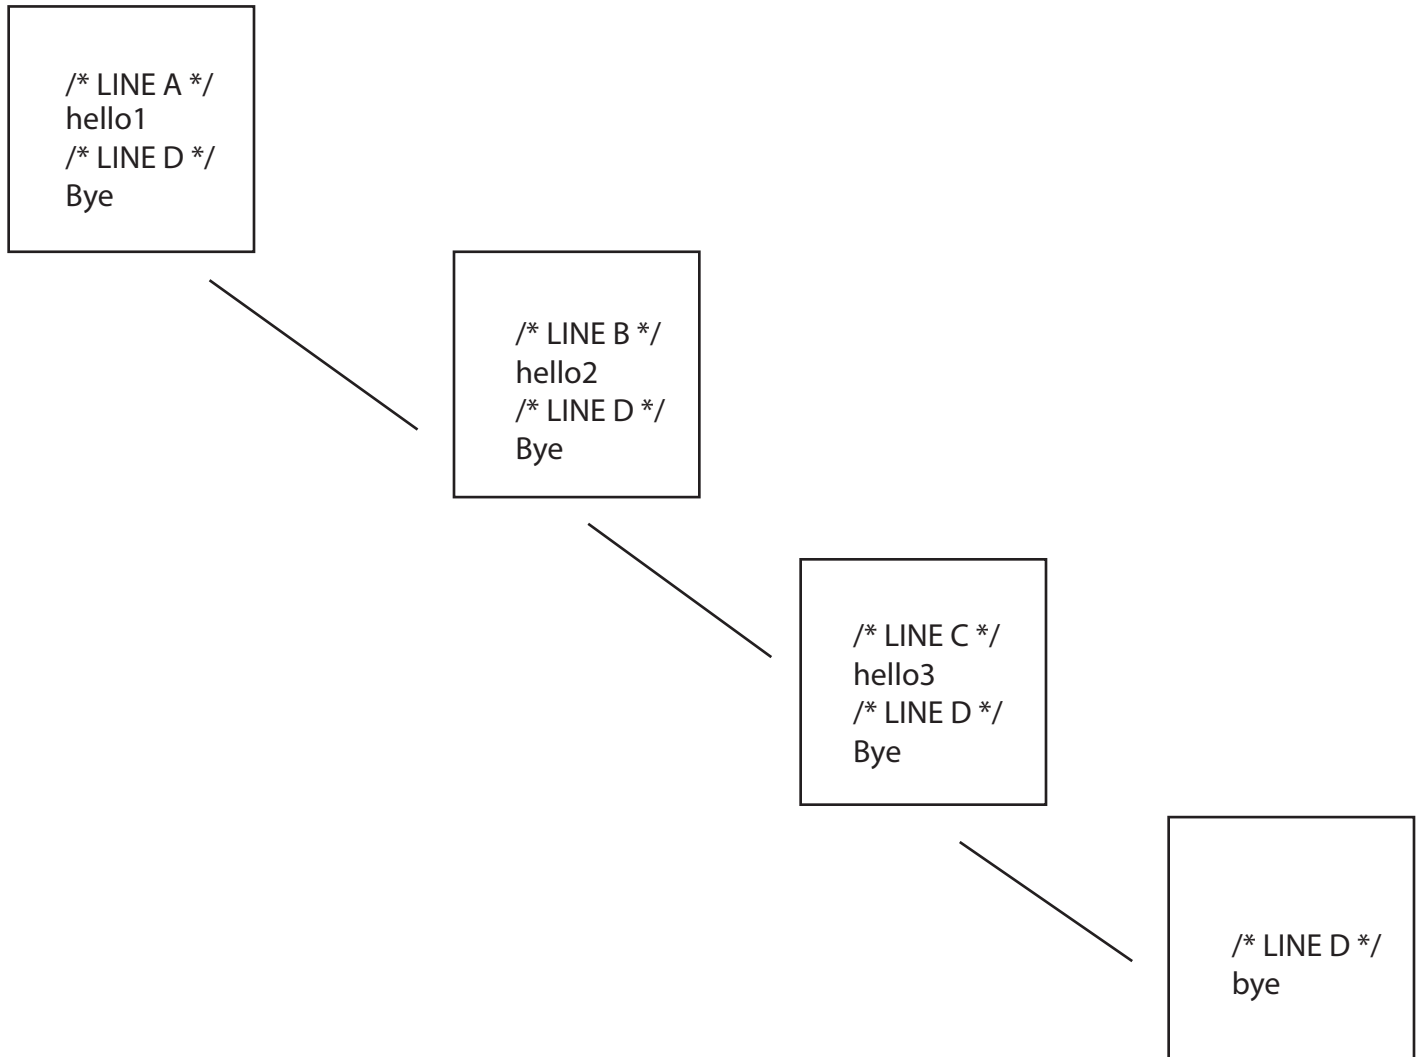 /* LINE A */
hello1
/* LINE D */
Bye
/* LINE B */
hello2
/* LINE D */
Bye
/* LINE C */
hello3
/* LINE D */
Bye
/* LINE D */
bye